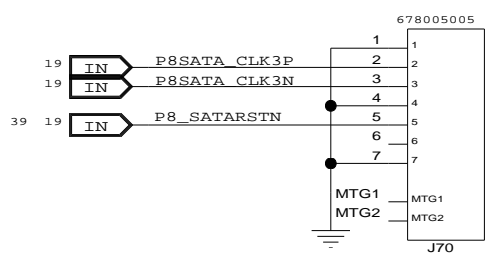 678005005
1 1
19 IN P8SATA_CLK3P 2 2
19 IN P8SATA_CLK3N 3 3
4 4
39 19 IN P8_SATARSTN 5 5
6 6
7 7
MTG1 MTG1
MTG2 MTG2
J70